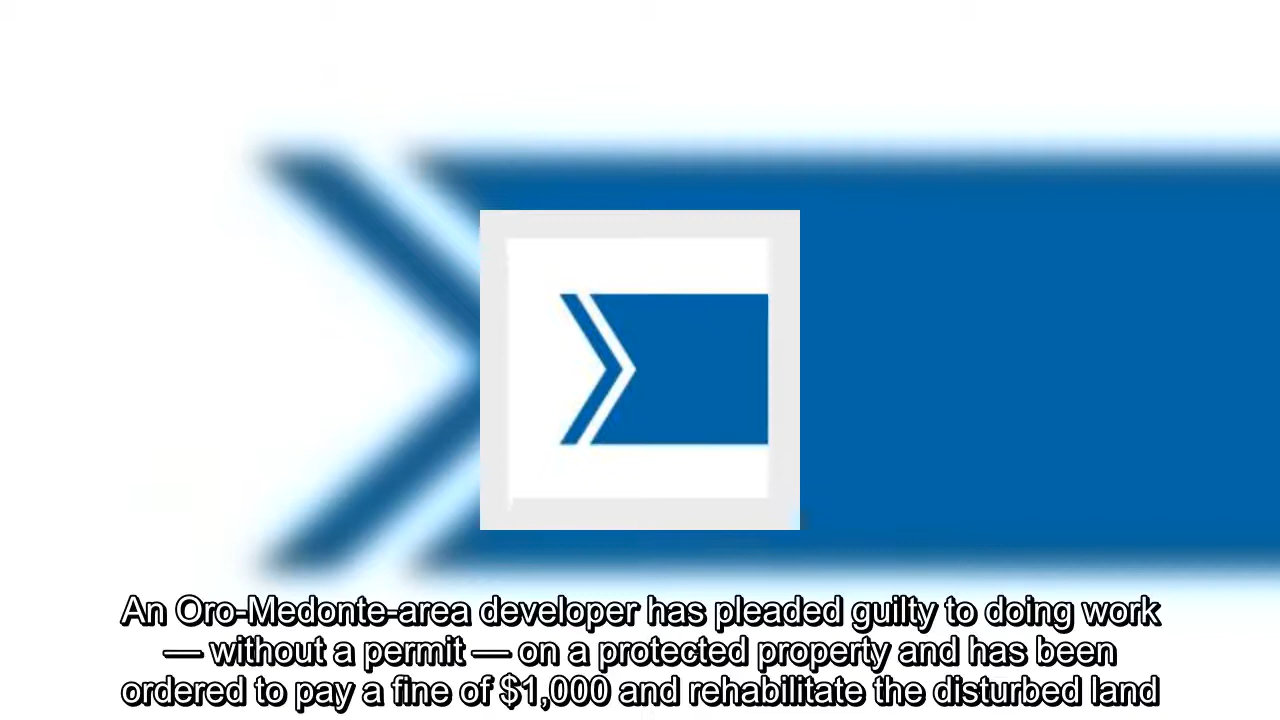 An Oro-Medonte-area developer has pleaded guilty to doing work
— without a permit — on a protected property and has been
ordered to pay a fine of $1,000 and rehabilitate the disturbed land